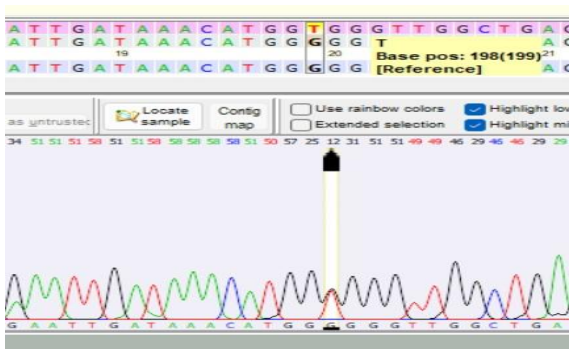 A T T G A T A A A C A T G G T G G G T T G G C T G A
A T T G A T A A A C A T G G G G G T A
19 20 Base pos: 198(199) 21
A T T G A T A A A C A T G G G G G [Reference] A
as untrusted Locate sample Contig map Use rainbow colors Highlight
Extended selection Highlight
34 51 51 51 58 51 51 58 58 58 58 58 51 50 57 25 12 31 51 51 49 49 46 29 46 46 29 29
G A A T T G A T A A A C A T G G G G G G T T G G C T G A